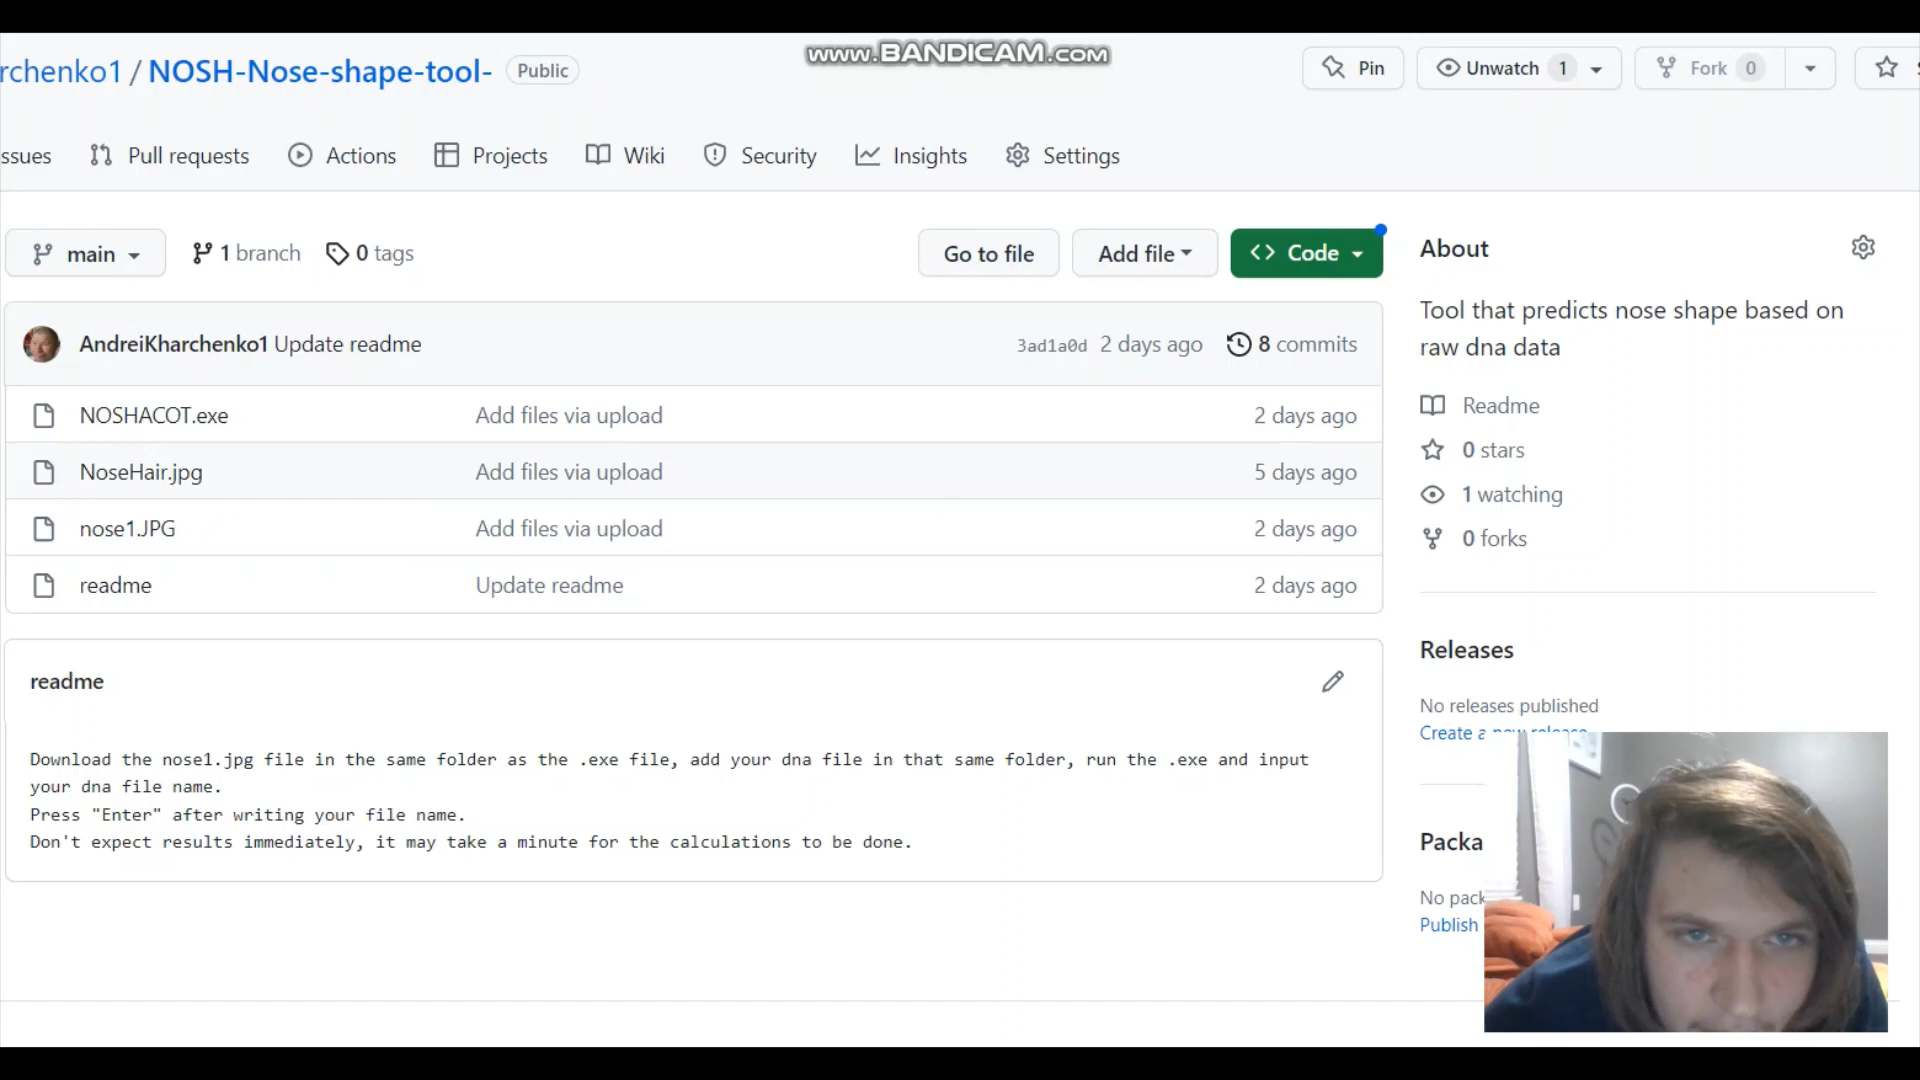 www.BANDICAM.com
rchenko1 / NOSH-Nose-shape-tool- Public
Pin
Unwatch 1
Fork 0
ssues
Pull requests
Actions
Projects
Wiki
Security
Insights
Settings
main
1 branch
0 tags
Go to file
Add file
<> Code
AndreiKharchenko1 Update readme
3ad1a0d 2 days ago
8 commits
NOSHACOT.exe Add files via upload 2 days ago
NoseHair.jpg Add files via upload 5 days ago
nose1.JPG Add files via upload 2 days ago
readme Update readme 2 days ago
readme
Download the nose1.jpg file in the same folder as the .exe file, add your dna file in that same folder, run the .exe and input
your dna file name.
Press "Enter" after writing your file name.
Don't expect results immediately, it may take a minute for the calculations to be done.
About
Tool that predicts nose shape based on
raw dna data
Readme
0 stars
1 watching
0 forks
Releases
No releases published
Create a new release
Packa
No pack
Publish